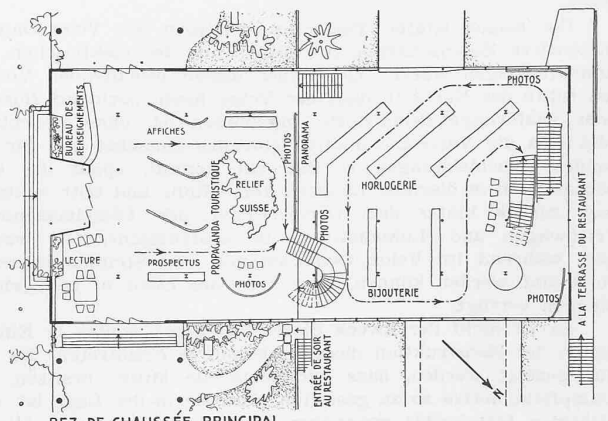 BUREAU DES
RENSEIGNEMENTS
AFFICHES
LECTURE
PROSPECTUS
PROPAGANDA TOURISTIQUE
RELIEF
SUISSE
PHOTOS
PHOTOS
PANORAMA
PHOTOS
HORLOGERIE
BIJOUTERIE
PHOTOS
PHOTOS
ENTRÉE DE SOIR
AU RESTAURANT
A LA TERRASSE DU RESTAURANT
N
REZ DE CHAUSSÉE PRINCIPAL